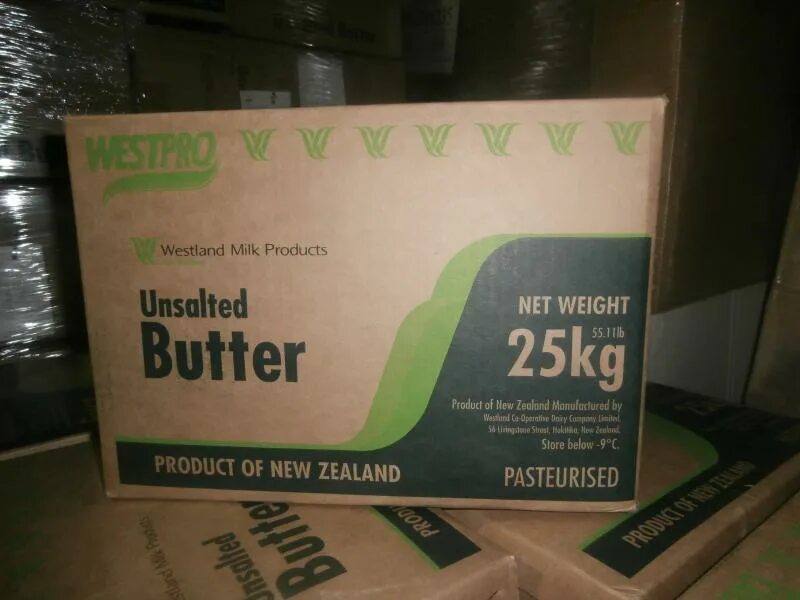 WESTPRO
Westland Milk Products
Unsalted
Butter
NET WEIGHT
55.11lb
25kg
Product of New Zealand Manufactured by
Westland Co-Operative Dairy Company Limited,
56 Livingstone Street, Hokitika, New Zealand.
Store below -9°C.
PRODUCT OF NEW ZEALAND
PASTEURISED
Westland Milk Products
Unsalted
Butter
PRODUCT
PRODUCT OF NEW ZEALAND